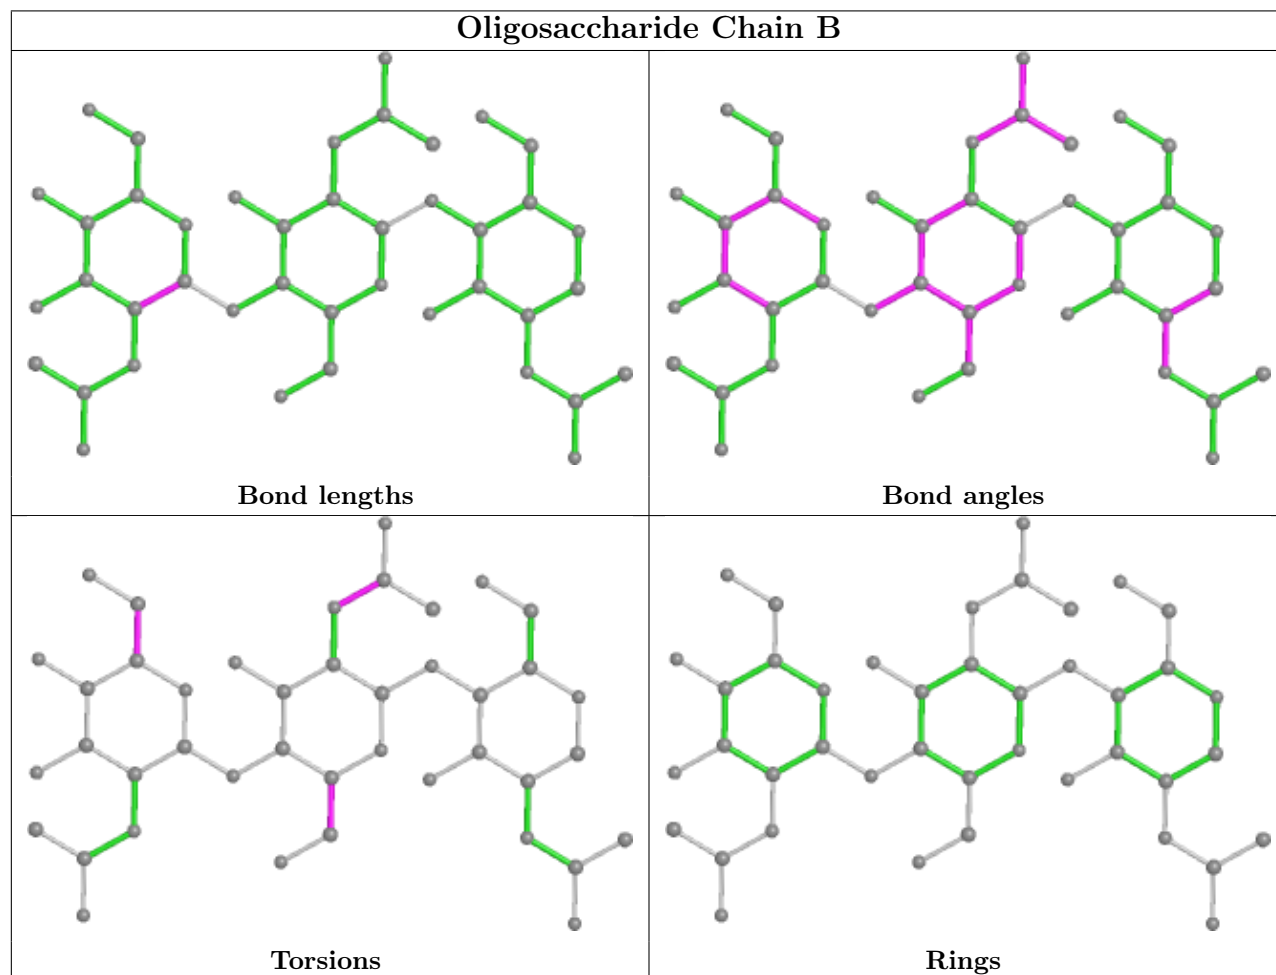 Oligosaccharide Chain B
Bond lengths
Bond angles
Torsions
Rings